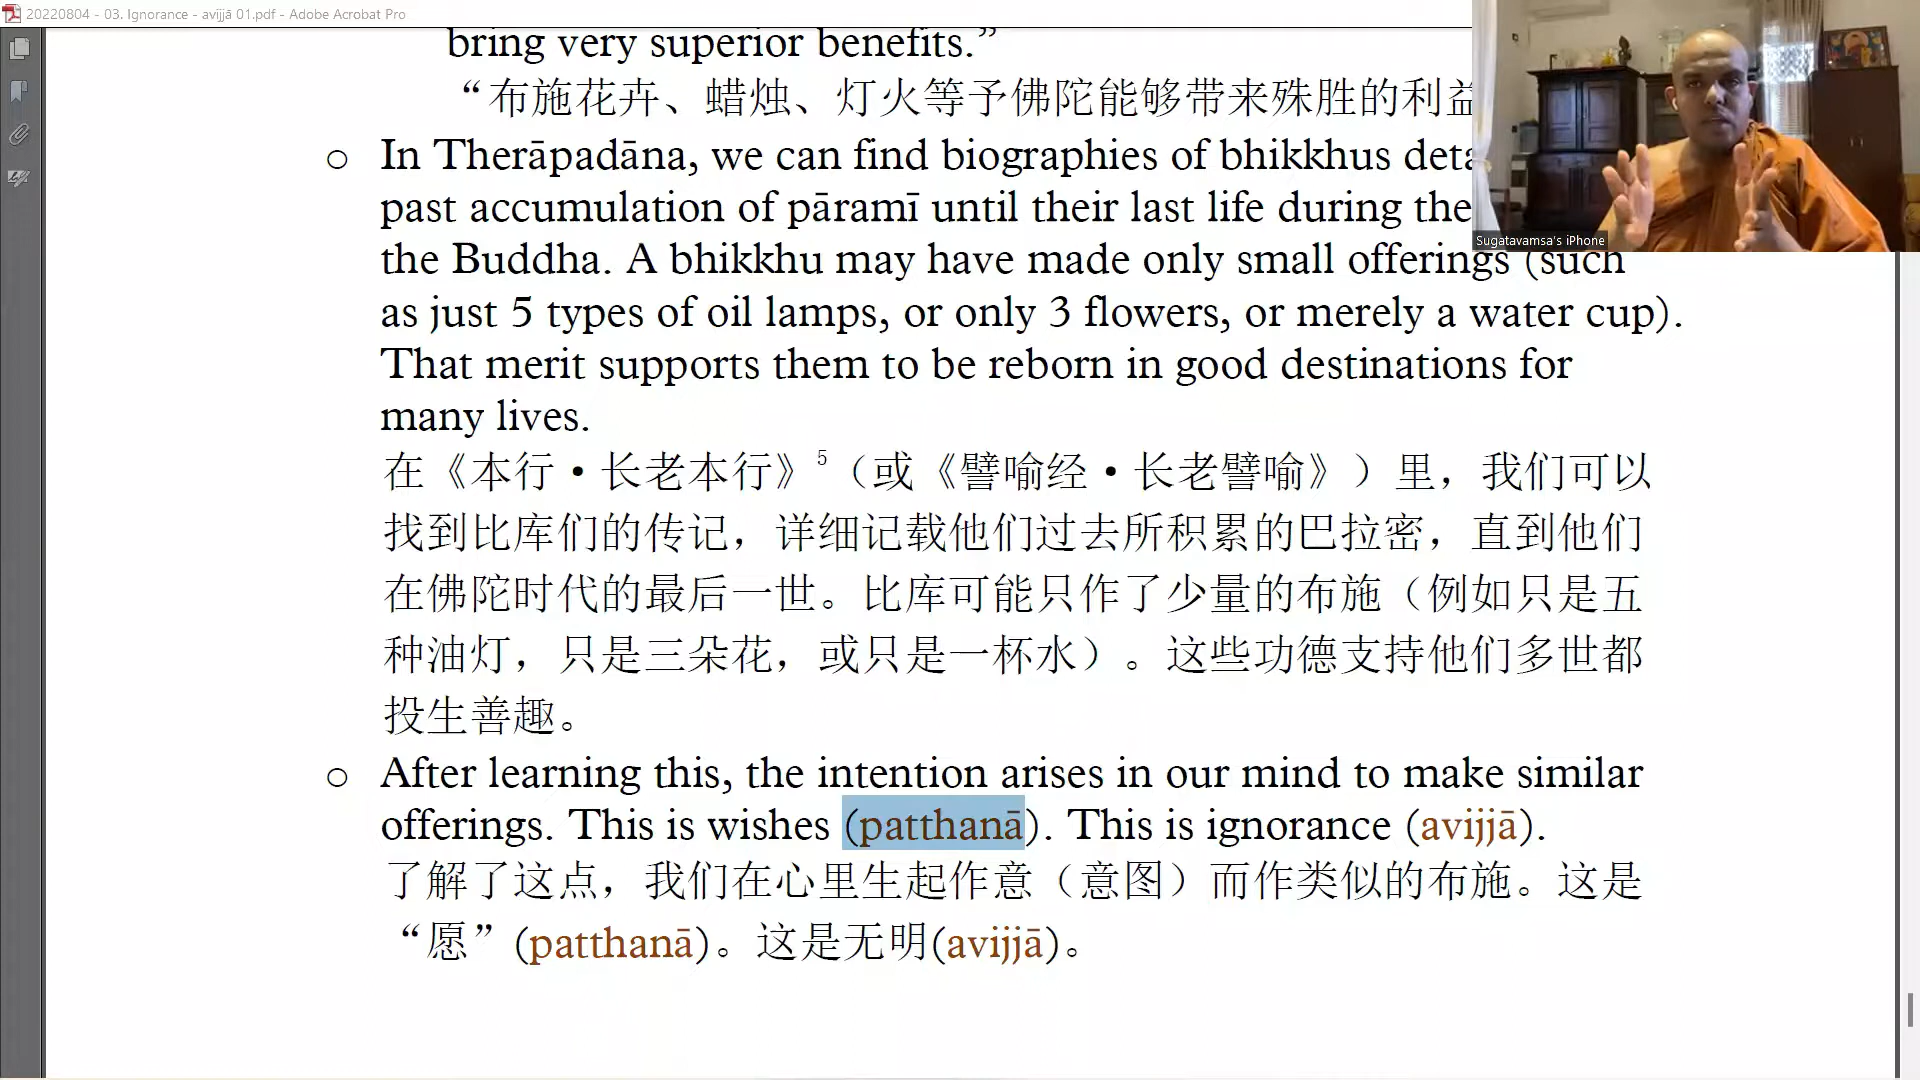 20220804 - 03. Ignorance - avijjā 01.pdf - Adobe Acrobat Pro
bring very superior benefits.”
“布施花卉、蜡烛、灯火等予佛陀能够带来殊胜的利益
Sugatavamsa's iPhone
In Therāpadāna, we can find biographies of bhikkhus
past accumulation of pāramī until their last life during the
the Buddha. A bhikkhu may have made only small offerings (such
as just 5 types of oil lamps, or only 3 flowers, or merely a water cup).
That merit supports them to be reborn in good destinations for
many lives.
在《本行·长老本行》5（或《譬喻经·长老譬喻》）里，我们可以
找到比库们的传记，详细记载他们过去所积累的巴拉密，直到他们
在佛陀时代的最后一世。比库可能只作了少量的布施（例如只是五
种油灯，只是三朵花，或只是一杯水）。这些功德支持他们多世都
投生善趣。
After learning this, the intention arises in our mind to make similar
offerings. This is wishes (patthanā). This is ignorance (avijjā).
了解了这点，我们在心里生起作意（意图）而作类似的布施。这是
“愿”(patthanā)。这是无明(avijjā)。